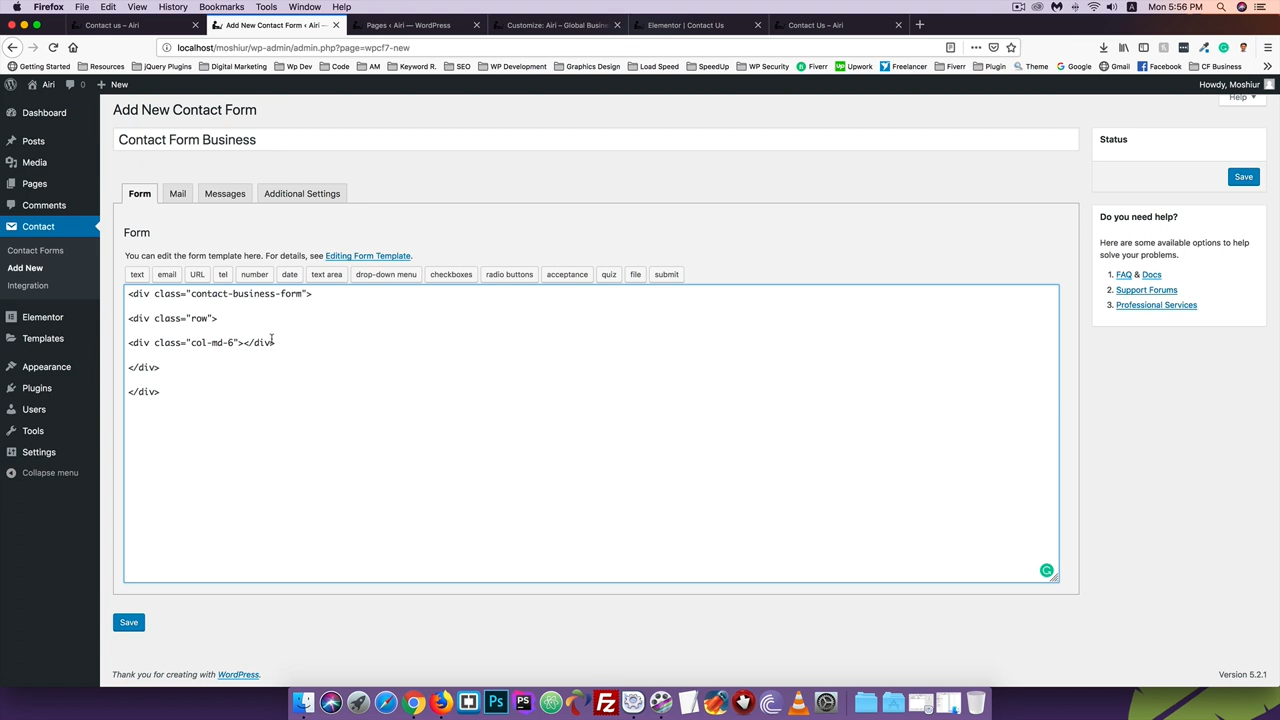 Firefox File Edit View History Bookmarks Tools Window Help Mon 5:56 PM
Contact us – Airi × Add New Contact Form ‹ Airi — × Pages ‹ Airi — WordPress × Customize: Airi – Global Busine × Elementor | Contact Us × Contact Us – Airi × +
localhost/moshiur/wp-admin/admin.php?page=wpcf7-new
Getting Started Resources jQuery Plugins Digital Marketing Wp Dev Code AM Keyword R. SEO WP Development Graphics Design Load Speed SpeedUp WP Security Fiverr Upwork Freelancer Fiverr Plugin Theme Google Gmail Facebook CF Business
Airi 0 + New Howdy, Moshiur
Help
Add New Contact Form
Contact Form Business
Dashboard
Posts
Media
Pages
Comments
Contact
Contact Forms
Add New
Integration
Elementor
Templates
Appearance
Plugins
Users
Tools
Settings
Collapse menu
Form Mail Messages Additional Settings
Form
You can edit the form template here. For details, see Editing Form Template.
text email URL tel number date text area drop-down menu checkboxes radio buttons acceptance quiz file submit
<div class="contact-business-form">
<div class="row">
<div class="col-md-6"></div>
</div>
</div>
Save
Status
Save
Do you need help?
Here are some available options to help
solve your problems.
1. FAQ & Docs
2. Support Forums
3. Professional Services
Thank you for creating with WordPress. Version 5.2.1